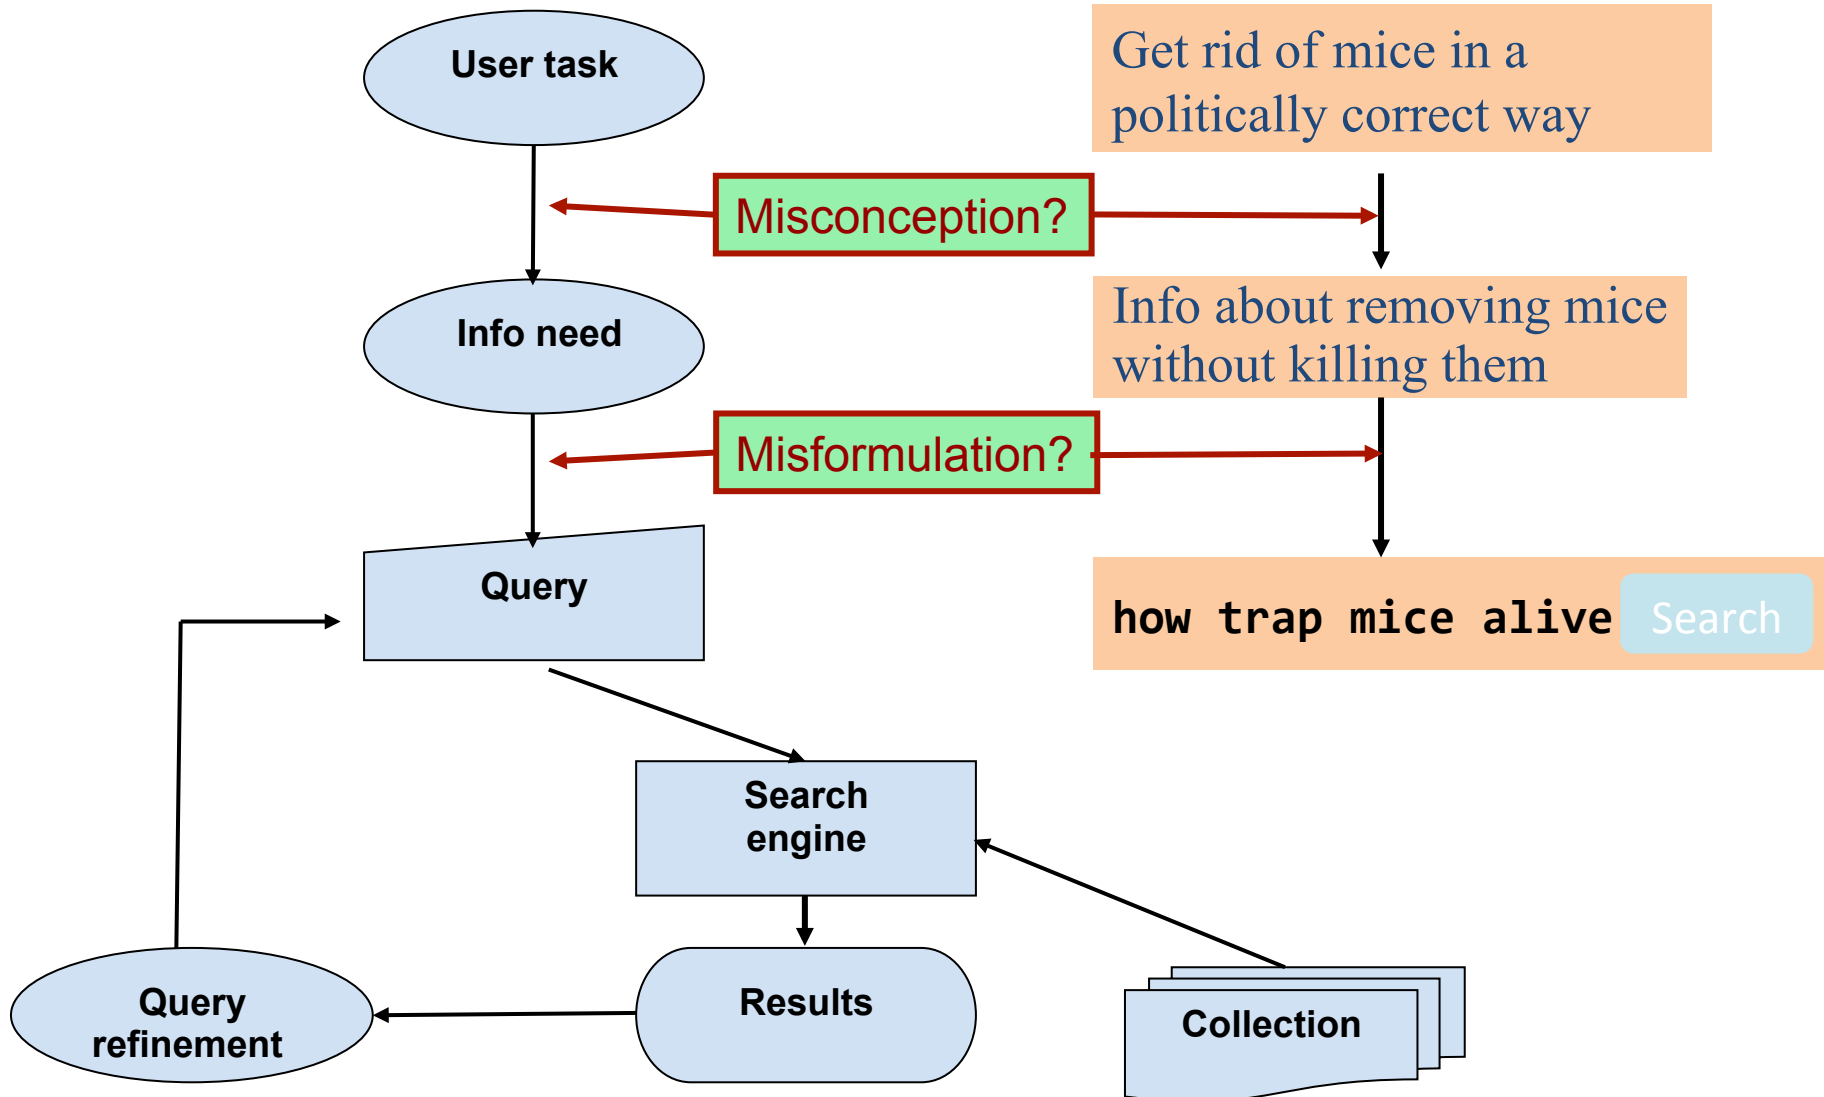 User task
Get rid of mice in a
politically correct way
Misconception?
Info need
Info about removing mice
without killing them
Misformulation?
Query
how trap mice alive
Search
Search
engine
Query
refinement
Results
Collection